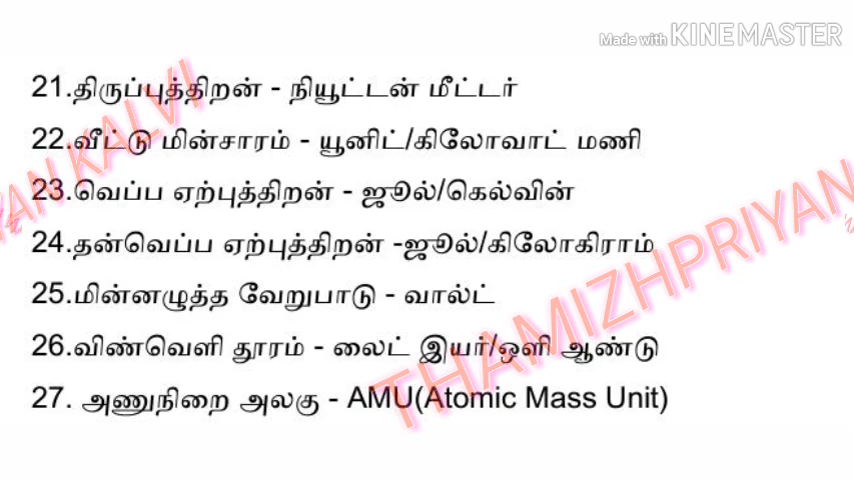 Made with KINEMASTER
21.திருப்புத்திறன் - நியூட்டன் மீட்டர்
22.வீட்டு மின்சாரம் - யூனிட்/கிலோவாட் மணி
23.வெப்ப ஏற்புத்திறன் - ஜூல்/கெல்வின்
24.தன்வெப்ப ஏற்புத்திறன் -ஜூல்/கிலோகிராம்
25.மின்னழுத்த வேறுபாடு - வால்ட்
26.விண்வெளி தூரம் - லைட் இயர்/ஒளி ஆண்டு
27. அணுநிறை அலகு - AMU(Atomic Mass Unit)
KALVI
THAMIZHPRIYAN